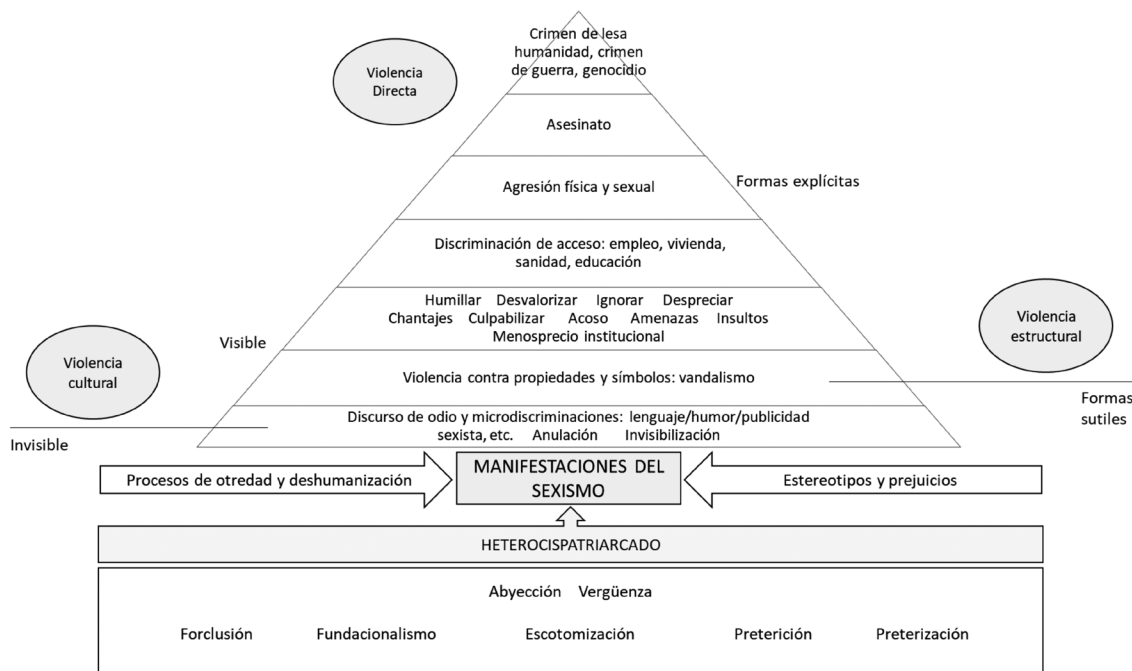 Crimen de lesa
humanidad, crimen
de guerra, genocidio
Violencia
Directa
Asesinato
Agresión física y sexual
Formas explícitas
Discriminación de acceso: empleo, vivienda,
sanidad, educación
Humillar Desvalorizar Ignorar Despreciar
Chantajes Culpabilizar Acoso Amenazas Insultos
Menosprecio institucional
Visible
Violencia
estructural
Violencia
cultural
Violencia contra propiedades y símbolos: vandalismo
Formas
sutiles
Discurso de odio y microdiscriminaciones: lenguaje/humor/publicidad
sexista, etc. Anulación Invisibilización
Invisible
MANIFESTACIONES DEL
SEXISMO
Procesos de otredad y deshumanización
Estereotipos y prejuicios
HETEROCISPATRIARCADO
Abyección Vergüenza
Forclusión Fundacionalismo Escotomización Preterición Preterización